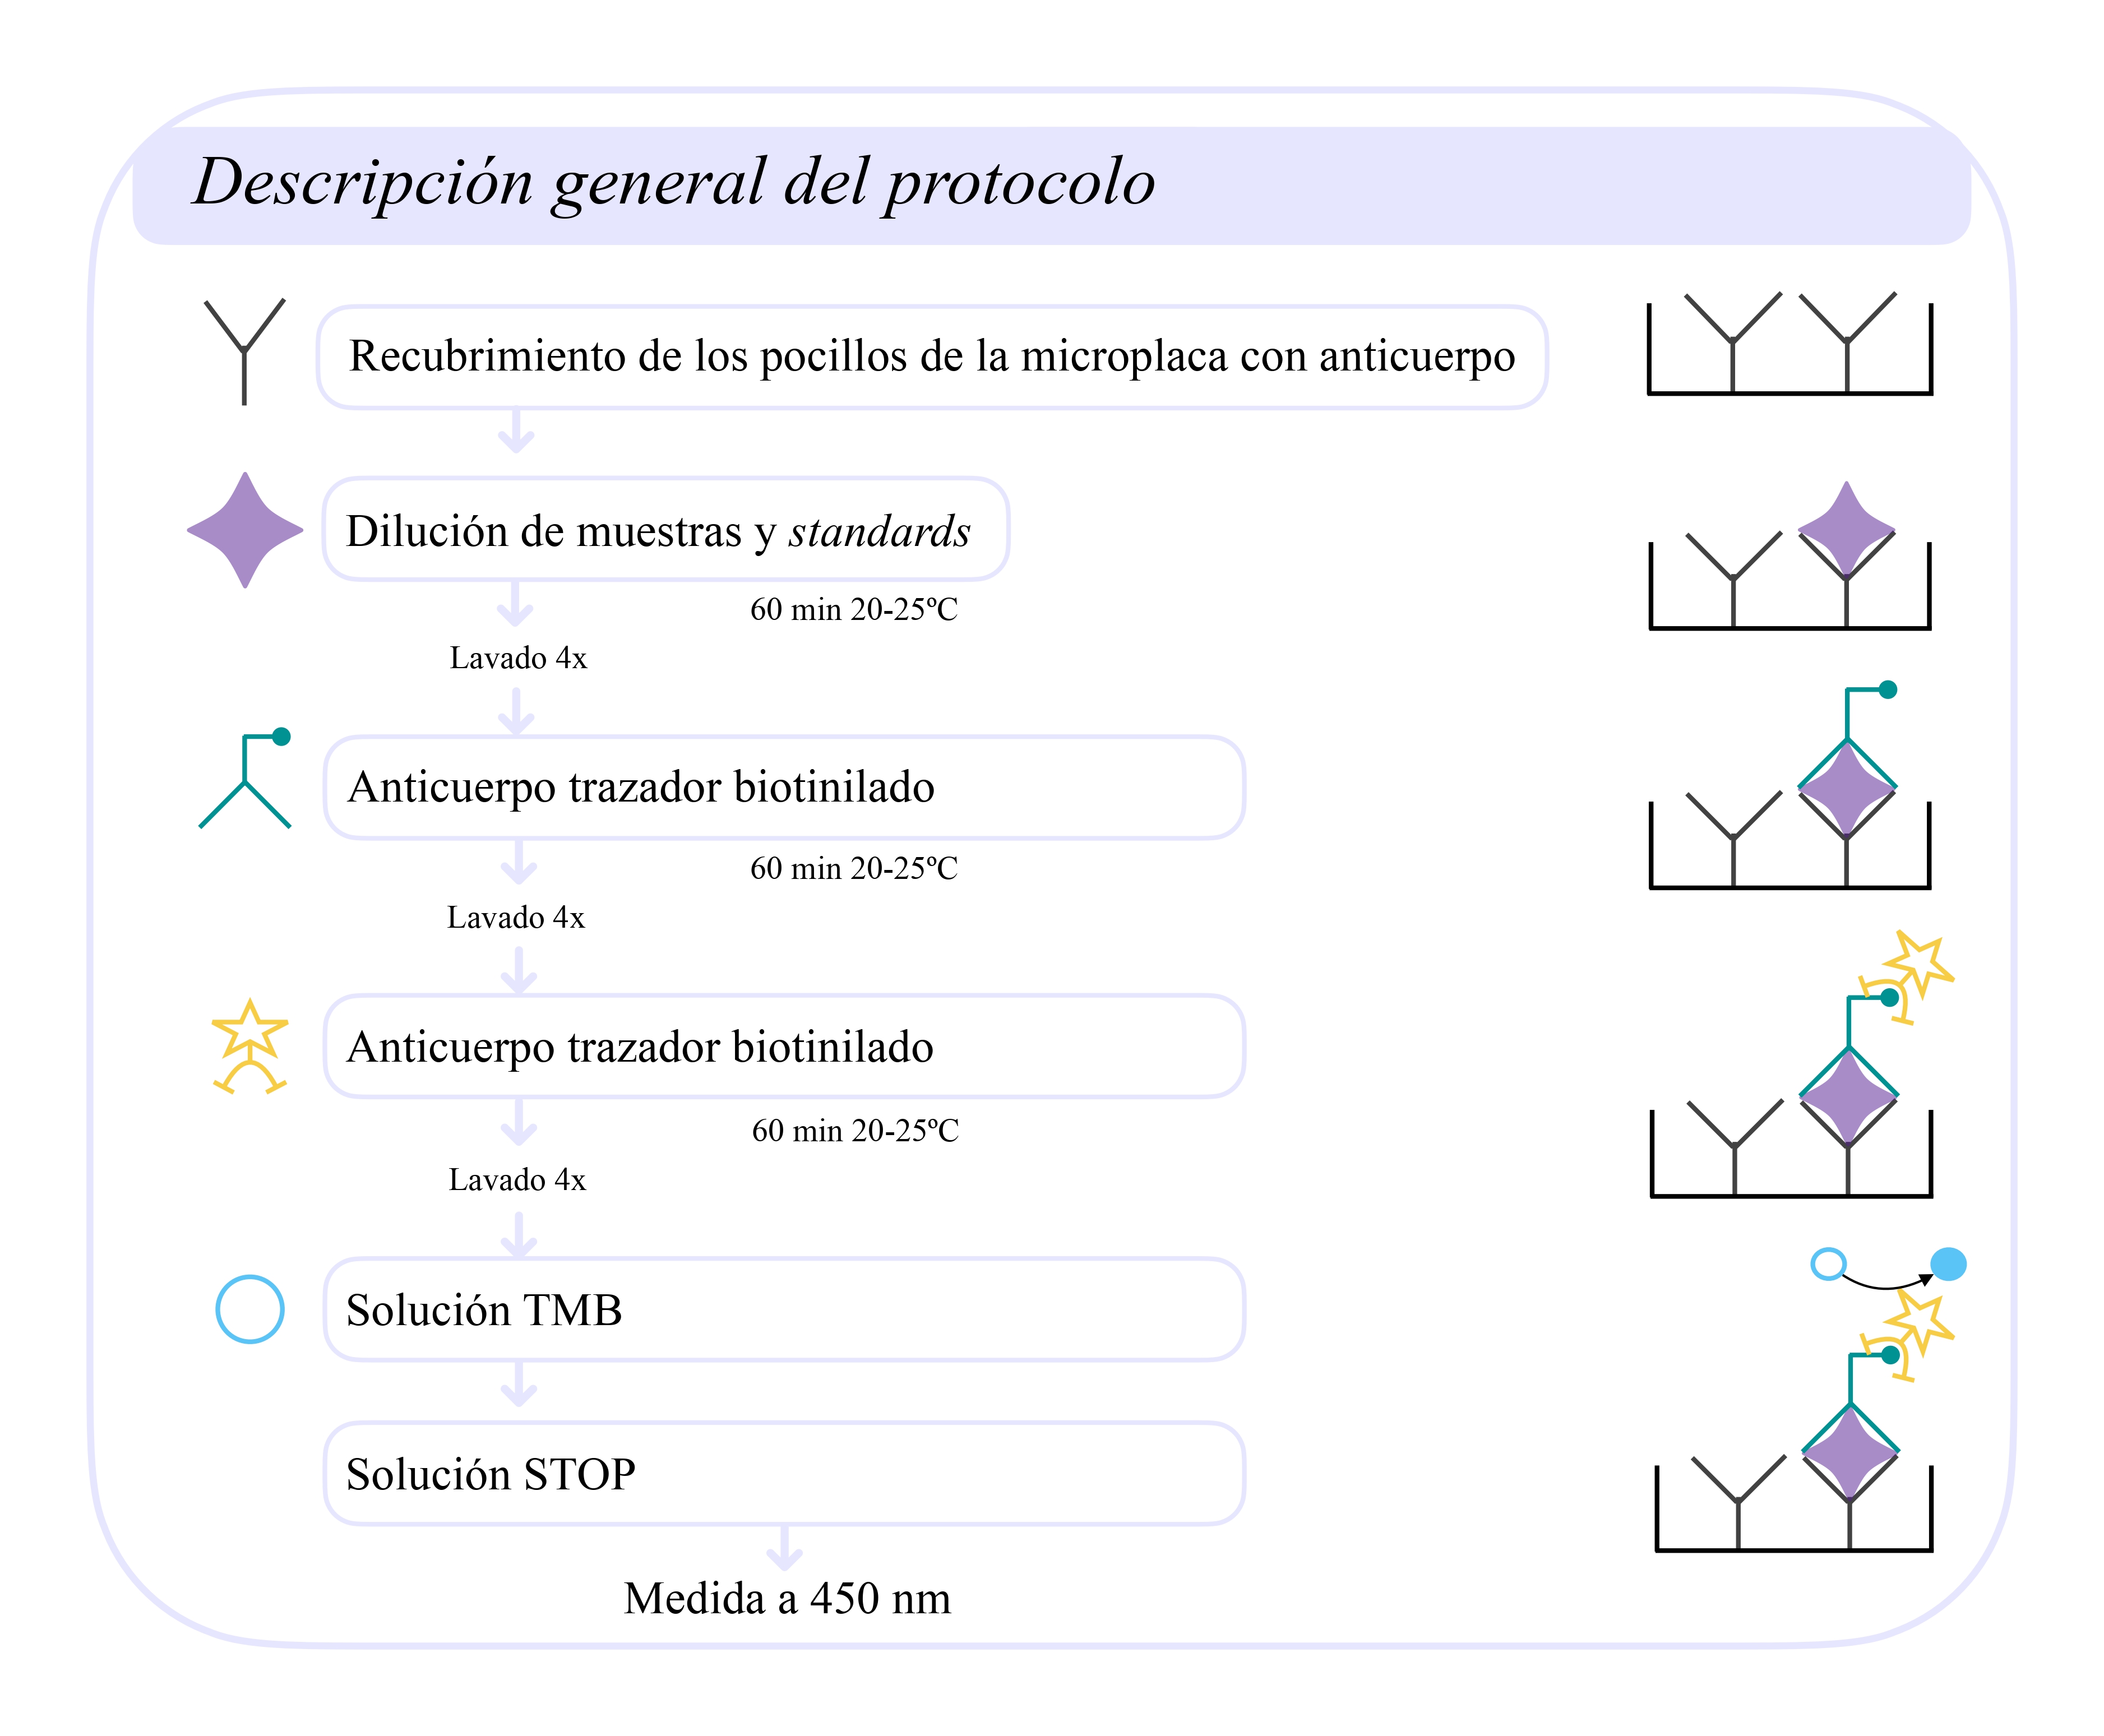 Descripción general del protocolo
Recubrimiento de los pocillos de la microplaca con anticuerpo
Dilución de muestras y standards
60 min 20-25ºC
Lavado 4x
Anticuerpo trazador biotinilado
60 min 20-25ºC
Lavado 4x
Anticuerpo trazador biotinilado
60 min 20-25ºC
Lavado 4x
Solución TMB
Solución STOP
Medida a 450 nm